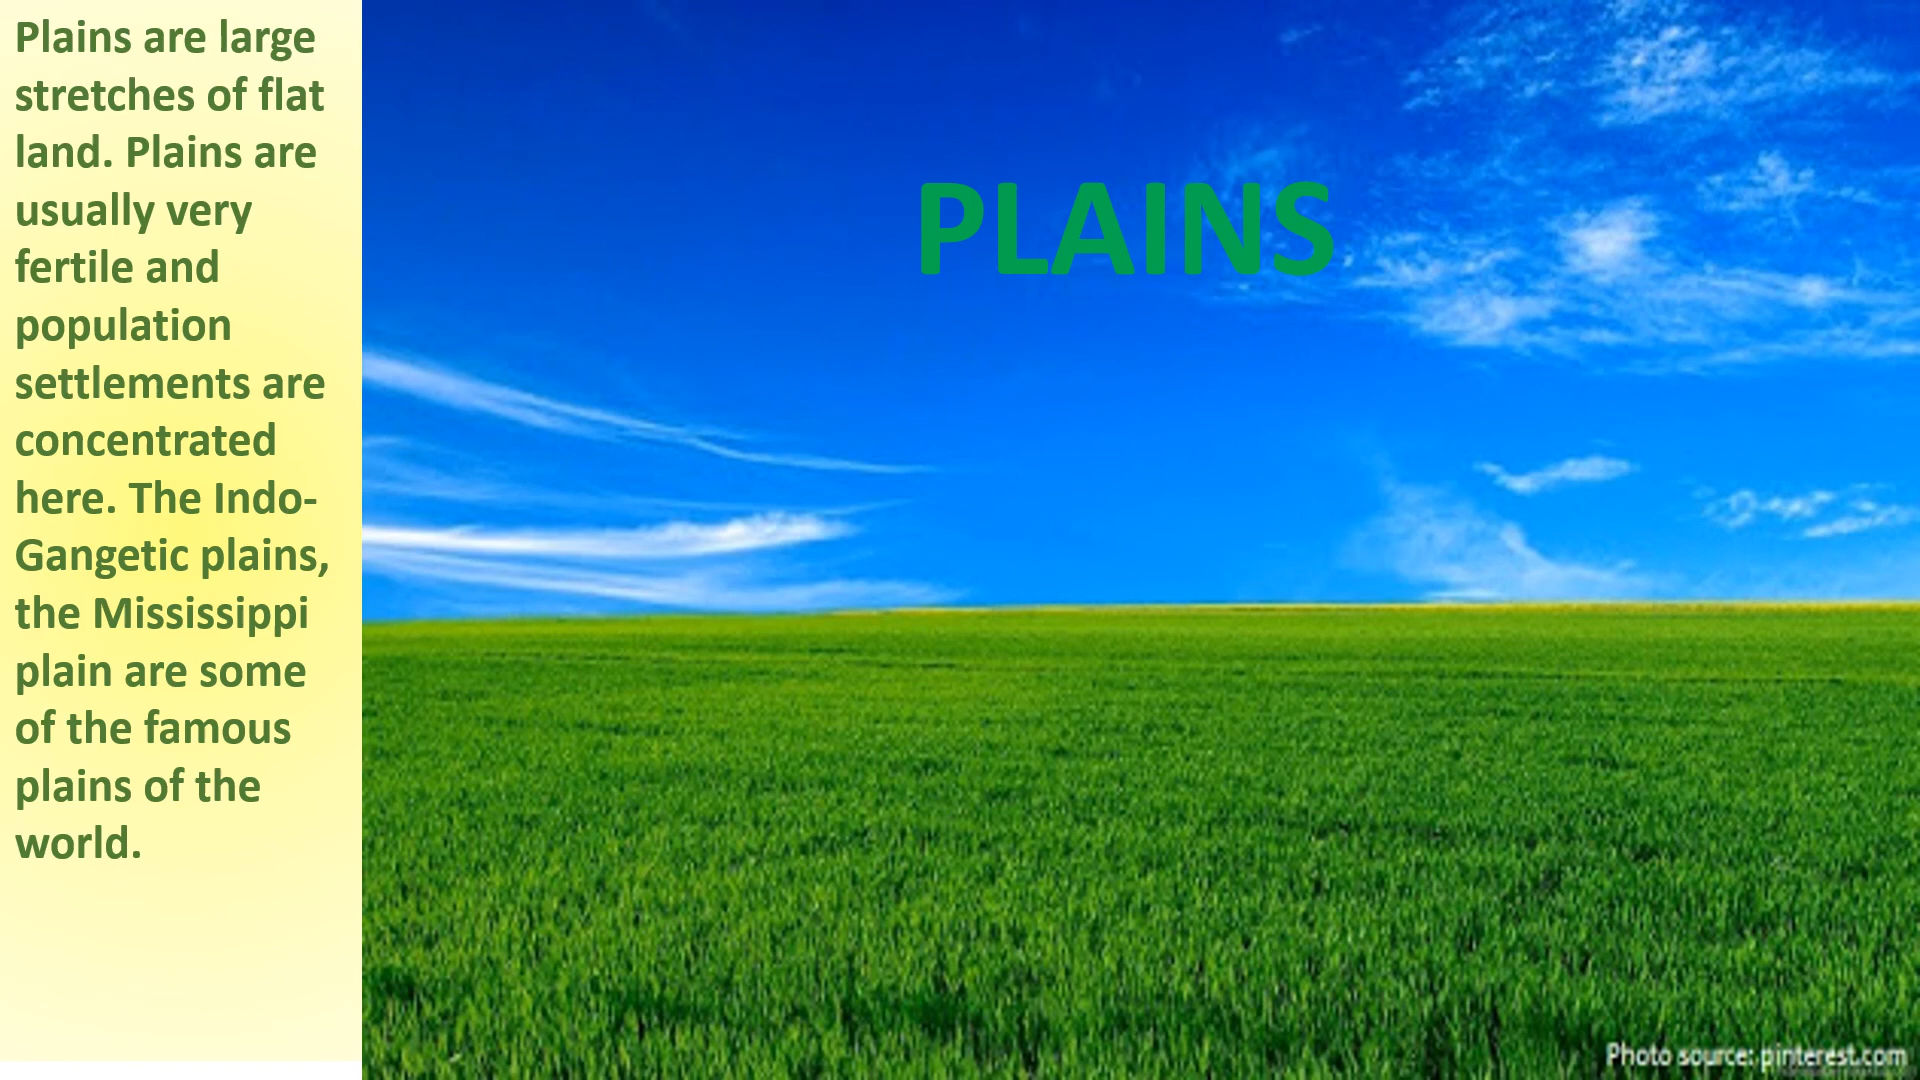 Plains are large
stretches of flat
land. Plains are
usually very
fertile and
population
settlements are
concentrated
here. The Indo-
Gangetic plains,
the Mississippi
plain are some
of the famous
plains of the
world.
PLAINS
Photo source: pinterest.com